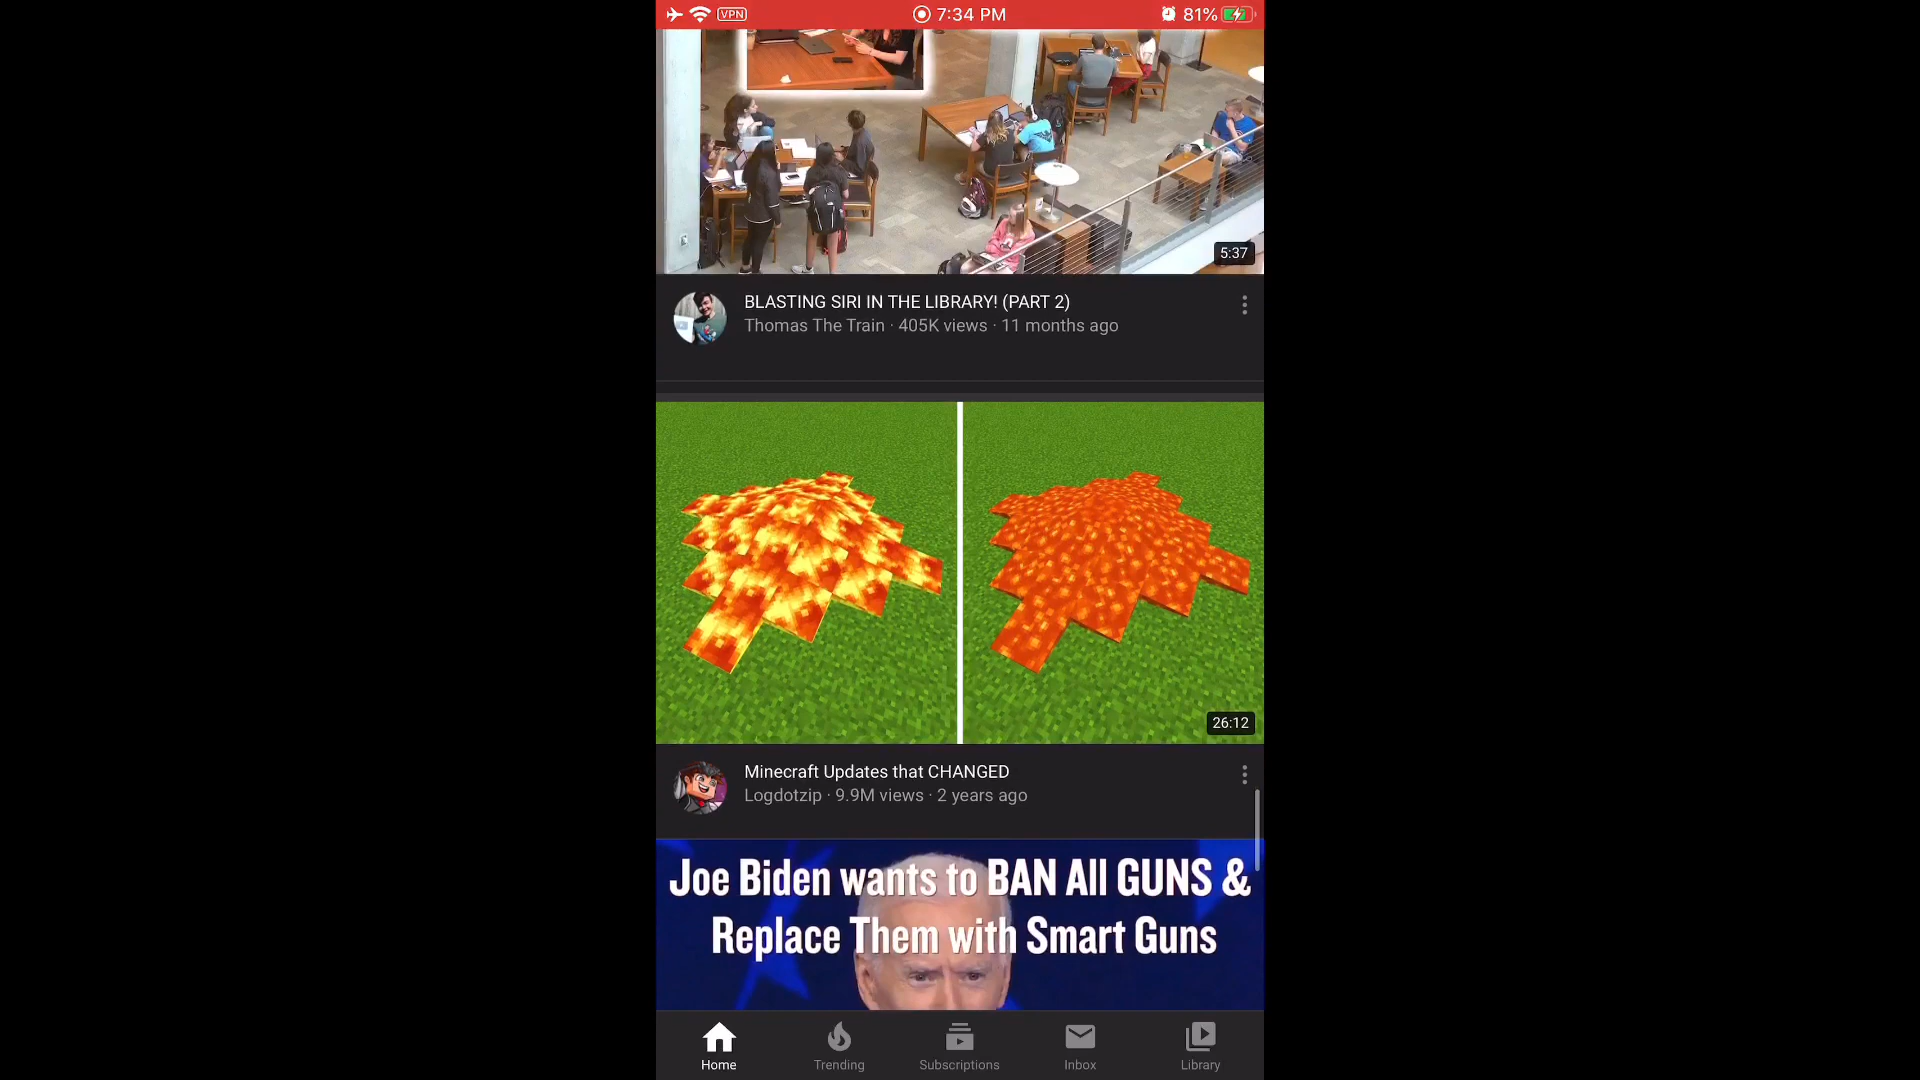 VPN
7:34 PM
81%
5:37
BLASTING SIRI IN THE LIBRARY! (PART 2)
Thomas The Train · 405K views · 11 months ago
26:12
Minecraft Updates that CHANGED
Logdotzip · 9.9M views · 2 years ago
Joe Biden wants to BAN All GUNS &
Replace Them with Smart Guns
Home
Trending
Subscriptions
Inbox
Library